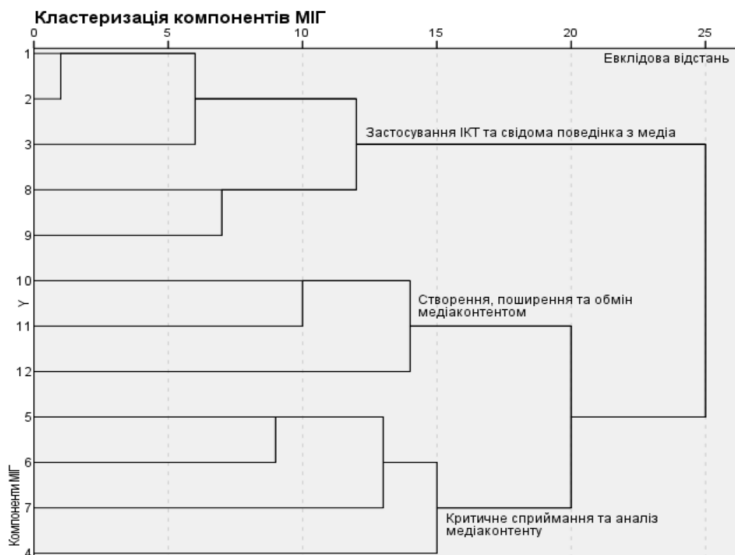 Кластеризація компонентів МІГ
0 5 10 15 20 25
Евклідова відстань
1
2
Застосування ІКТ та свідома поведінка з медіа
3
8
9
10
Створення, поширення та обмін
медіаконтентом
Y
11
12
5
6
7
Критичне сприймання та аналіз
медіаконтенту
4
Компоненти МІГ